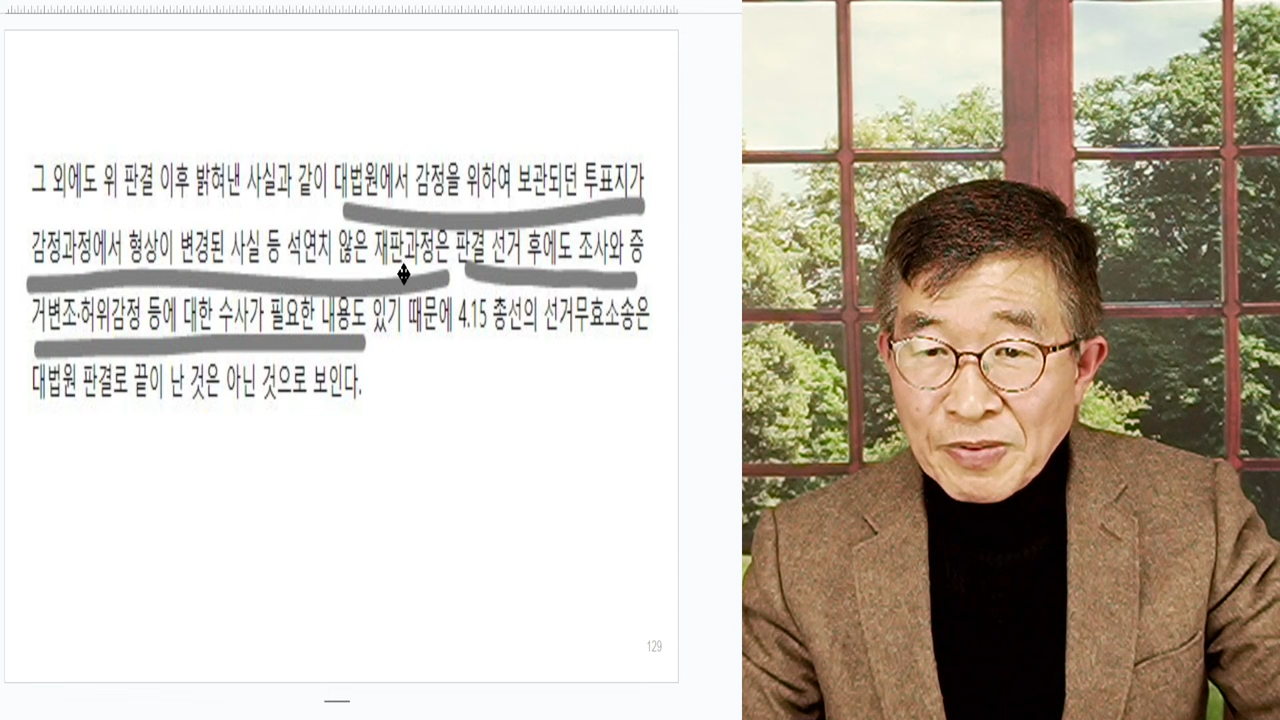 그 외에도 위 판결 이후 밝혀낸 사실과 같이 대법원에서 감정을 위하여 보관되던 투표지가
감정과정에서 형상이 변경된 사실 등 석연치 않은 재판과정은 판결 선거 후에도 조사와 증
거변조·허위감정 등에 대한 수사가 필요한 내용도 있기 때문에 4.15 총선의 선거무효소송은
대법원 판결로 끝이 난 것은 아닌 것으로 보인다.
129